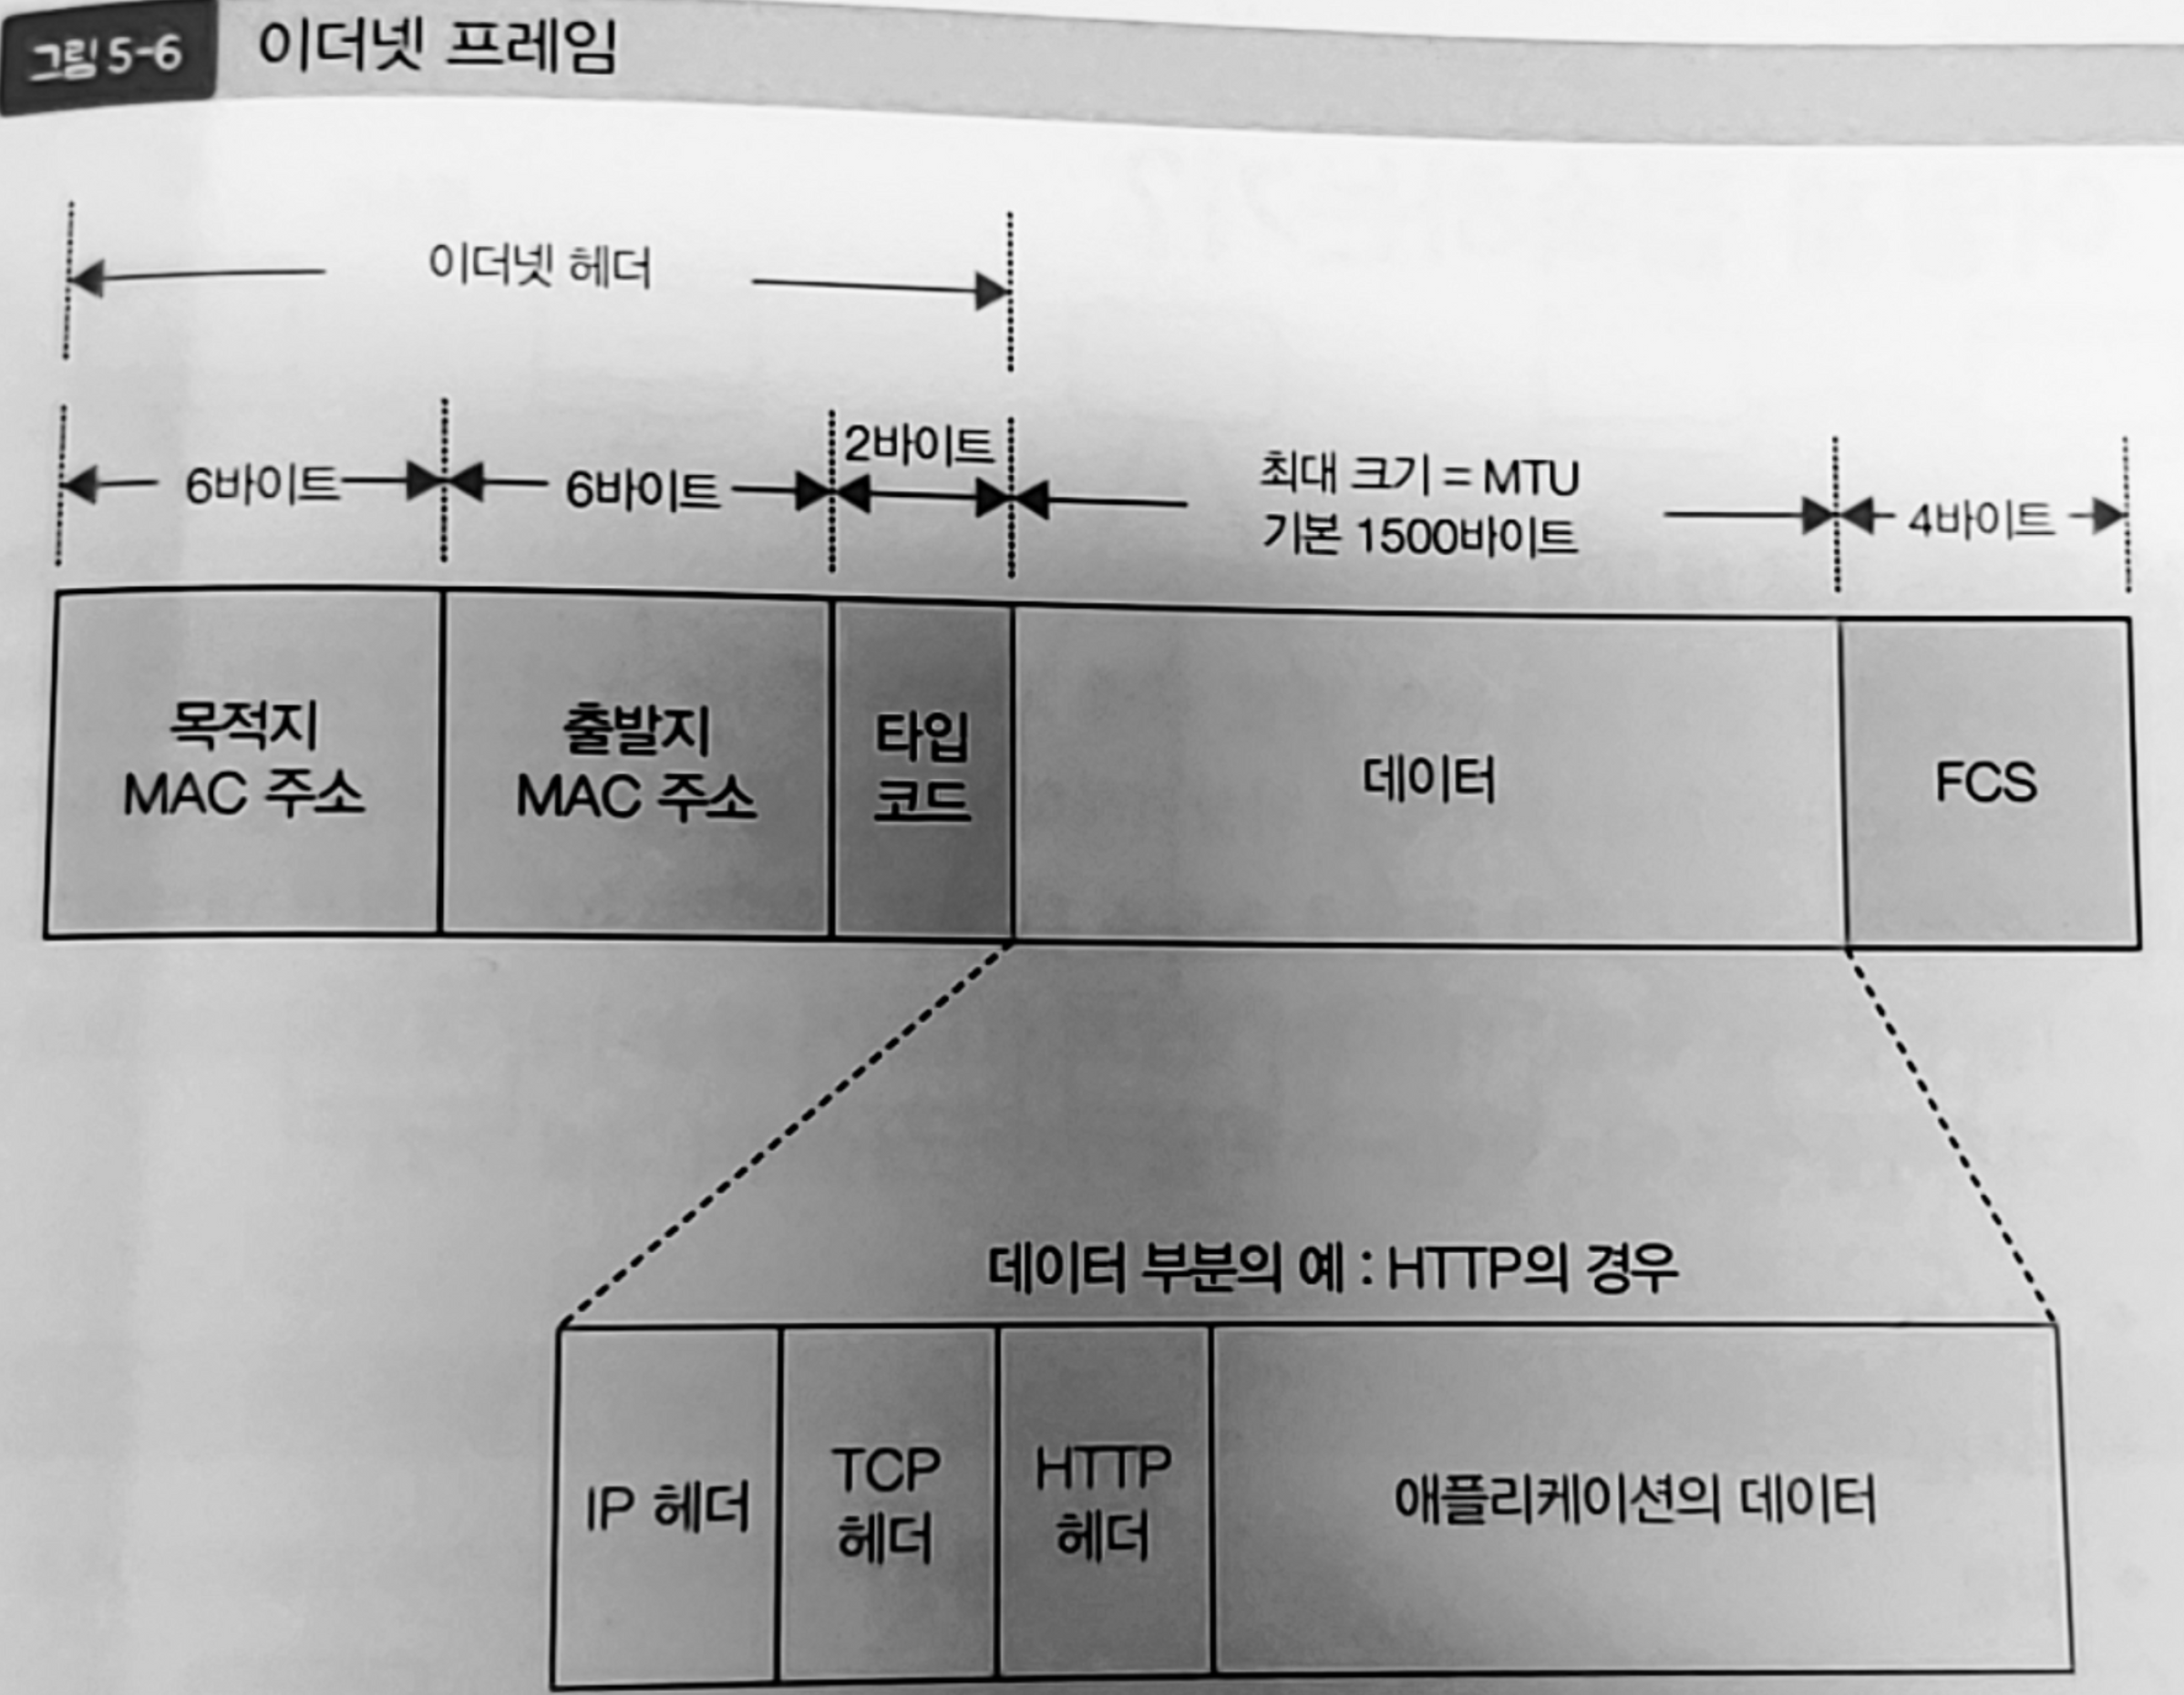 그림 5-6 이더넷 프레임
이더넷 헤더
6바이트 6바이트 2바이트 최대 크기 = MTU 4바이트
기본 1500바이트
목적지 출발지 타입
MAC 주소 MAC 주소 코드 데이터 FCS
데이터 부분의 예 : HTTP의 경우
IP 헤더 TCP HTTP 애플리케이션의 데이터
헤더 헤더